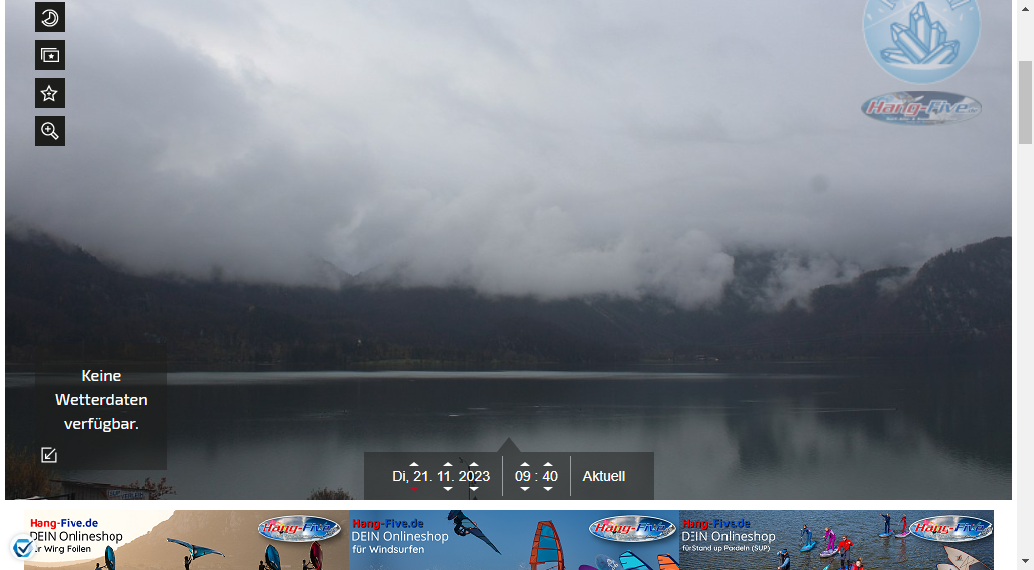 Hang-Five.de
Keine
Wetterdaten
verfügbar.
Di, 21. 11. 2023 09 : 40 Aktuell
Hang-Five.de
DEIN Onlineshop
für Wing Foilen
Hang-Five
Hang-Five.de
DEIN Onlineshop
für Windsurfen
Hang-Five
Hang-Five.de
DEIN Onlineshop
für Stand up Paddeln (SUP)
Hang-Five